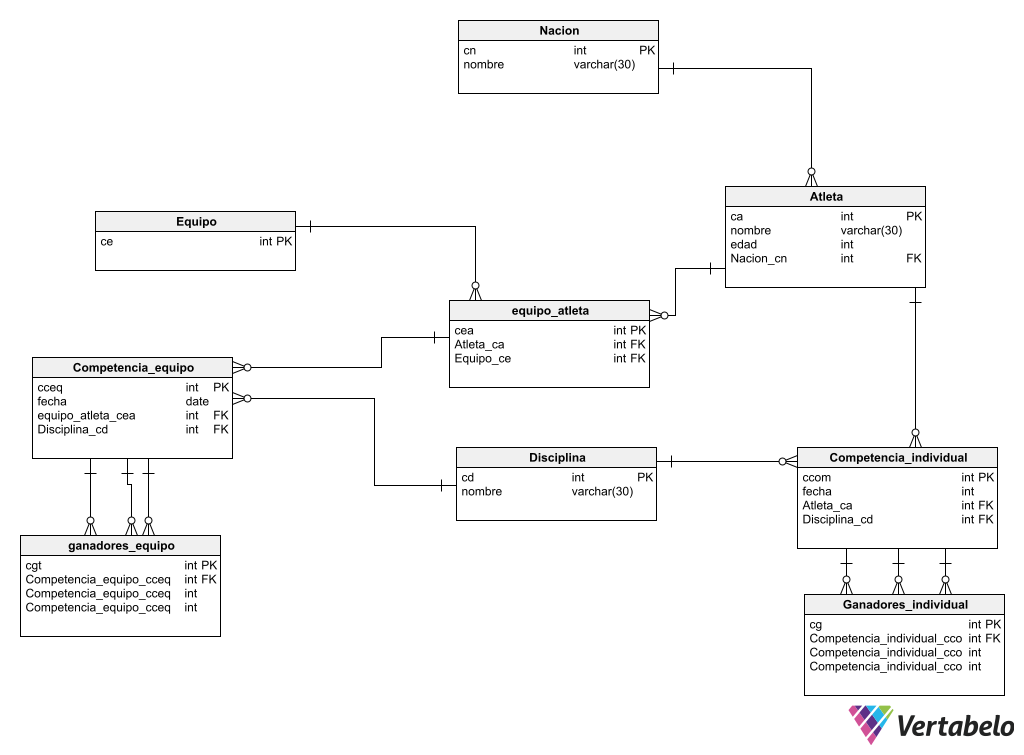 Nacion
cn int PK
nombre varchar(30)
Atleta
ca int PK
nombre varchar(30)
edad int
Nacion_cn int FK
Equipo
ce int PK
equipo_atleta
cea int PK
Atleta_ca int FK
Equipo_ce int FK
Competencia_equipo
cceq int PK
fecha date
equipo_atleta_cea int FK
Disciplina_cd int FK
Disciplina
cd int PK
nombre varchar(30)
Competencia_individual
ccom int PK
fecha int
Atleta_ca int FK
Disciplina_cd int FK
ganadores_equipo
cgt int PK
Competencia_equipo_cceq int FK
Competencia_equipo_cceq int
Competencia_equipo_cceq int
Ganadores_individual
cg int PK
Competencia_individual_cco int FK
Competencia_individual_cco int
Competencia_individual_cco int
Vertabelo